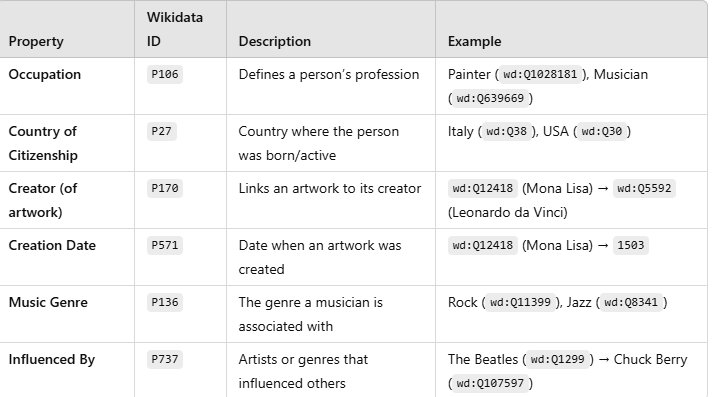 Property Wikidata ID Description Example
Occupation P106 Defines a person's profession Painter ( wd:Q1028181 ), Musician ( wd:Q639669 )
Country of Citizenship P27 Country where the person was born/active Italy ( wd:Q38 ), USA ( wd:Q30 )
Creator (of artwork) P170 Links an artwork to its creator wd:Q12418 (Mona Lisa) → wd:Q5592 (Leonardo da Vinci)
Creation Date P571 Date when an artwork was created wd:Q12418 (Mona Lisa) → 1503
Music Genre P136 The genre a musician is associated with Rock ( wd:Q11399 ), Jazz ( wd:Q8341 )
Influenced By P737 Artists or genres that influenced others The Beatles ( wd:Q1299 ) → Chuck Berry ( wd:Q107597 )